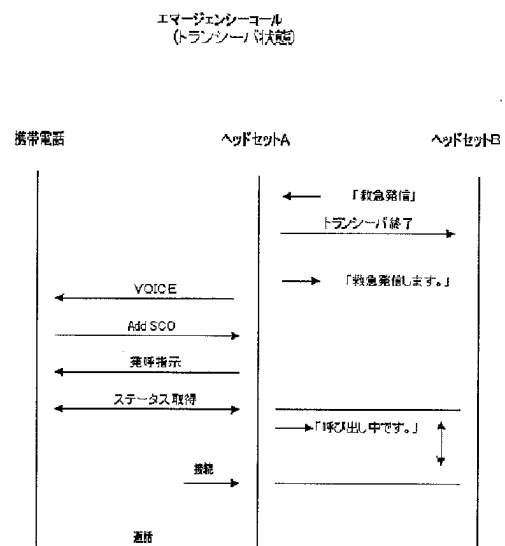 エマージェンシーコール
(トランシーバ状態)
携帯電話
ヘッドセットA
ヘッドセットB
「救急発信」
トランシーバ終了
「救急発信します。」
VOICE
Add SCO
発呼指示
ステータス取得
「呼び出し中です。」
接続
通話